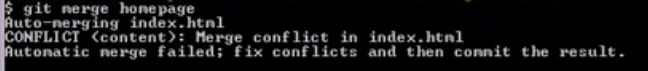 $ git merge homepage
Auto-merging index.html
CONFLICT (content): Merge conflict in index.html
Automatic merge failed; fix conflicts and then commit the result.